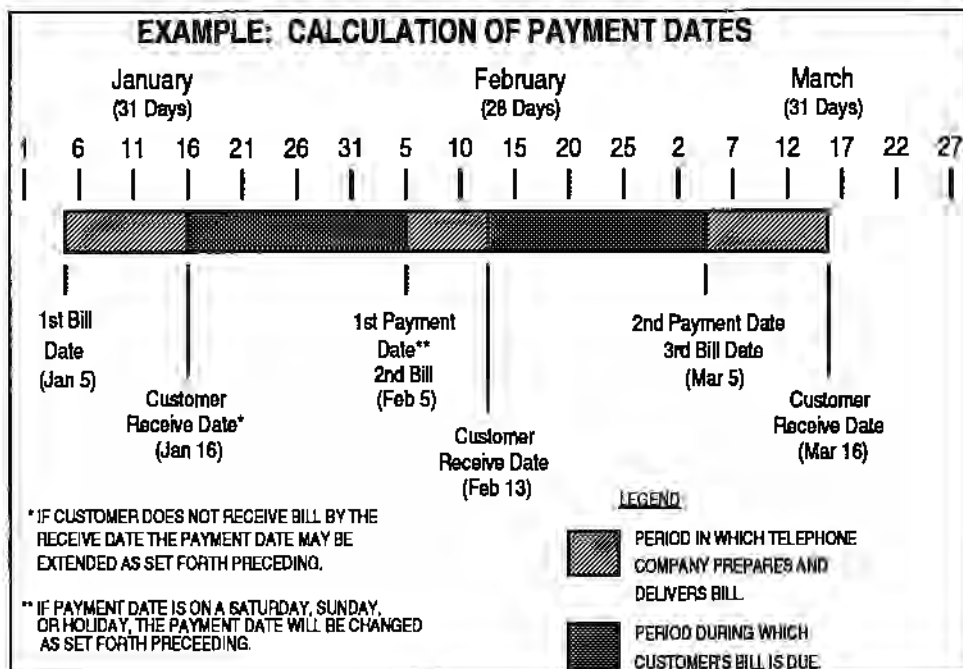 EXAMPLE: CALCULATION OF PAYMENT DATES
January February March
(31 Days) (28 Days) (31 Days)
1 6 11 16 21 26 31 5 10 15 20 25 2 7 12 17 22 27
1st Bill
Date
(Jan 5)
Customer
Receive Date*
(Jan 16)
1st Payment
Date**
2nd Bill
(Feb 5)
Customer
Receive Date
(Feb 13)
2nd Payment Date
3rd Bill Date
(Mar 5)
Customer
Receive Date
(Mar 16)
* IF CUSTOMER DOES NOT RECEIVE BILL BY THE
RECEIVE DATE THE PAYMENT DATE MAY BE
EXTENDED AS SET FORTH PRECEDING.
** IF PAYMENT DATE IS ON A SATURDAY, SUNDAY,
OR HOLIDAY, THE PAYMENT DATE WILL BE CHANGED
AS SET FORTH PRECEEDING.
LEGEND:
PERIOD IN WHICH TELEPHONE
COMPANY PREPARES AND
DELIVERS BILL.
PERIOD DURING WHICH
CUSTOMER'S BILL IS DUE.